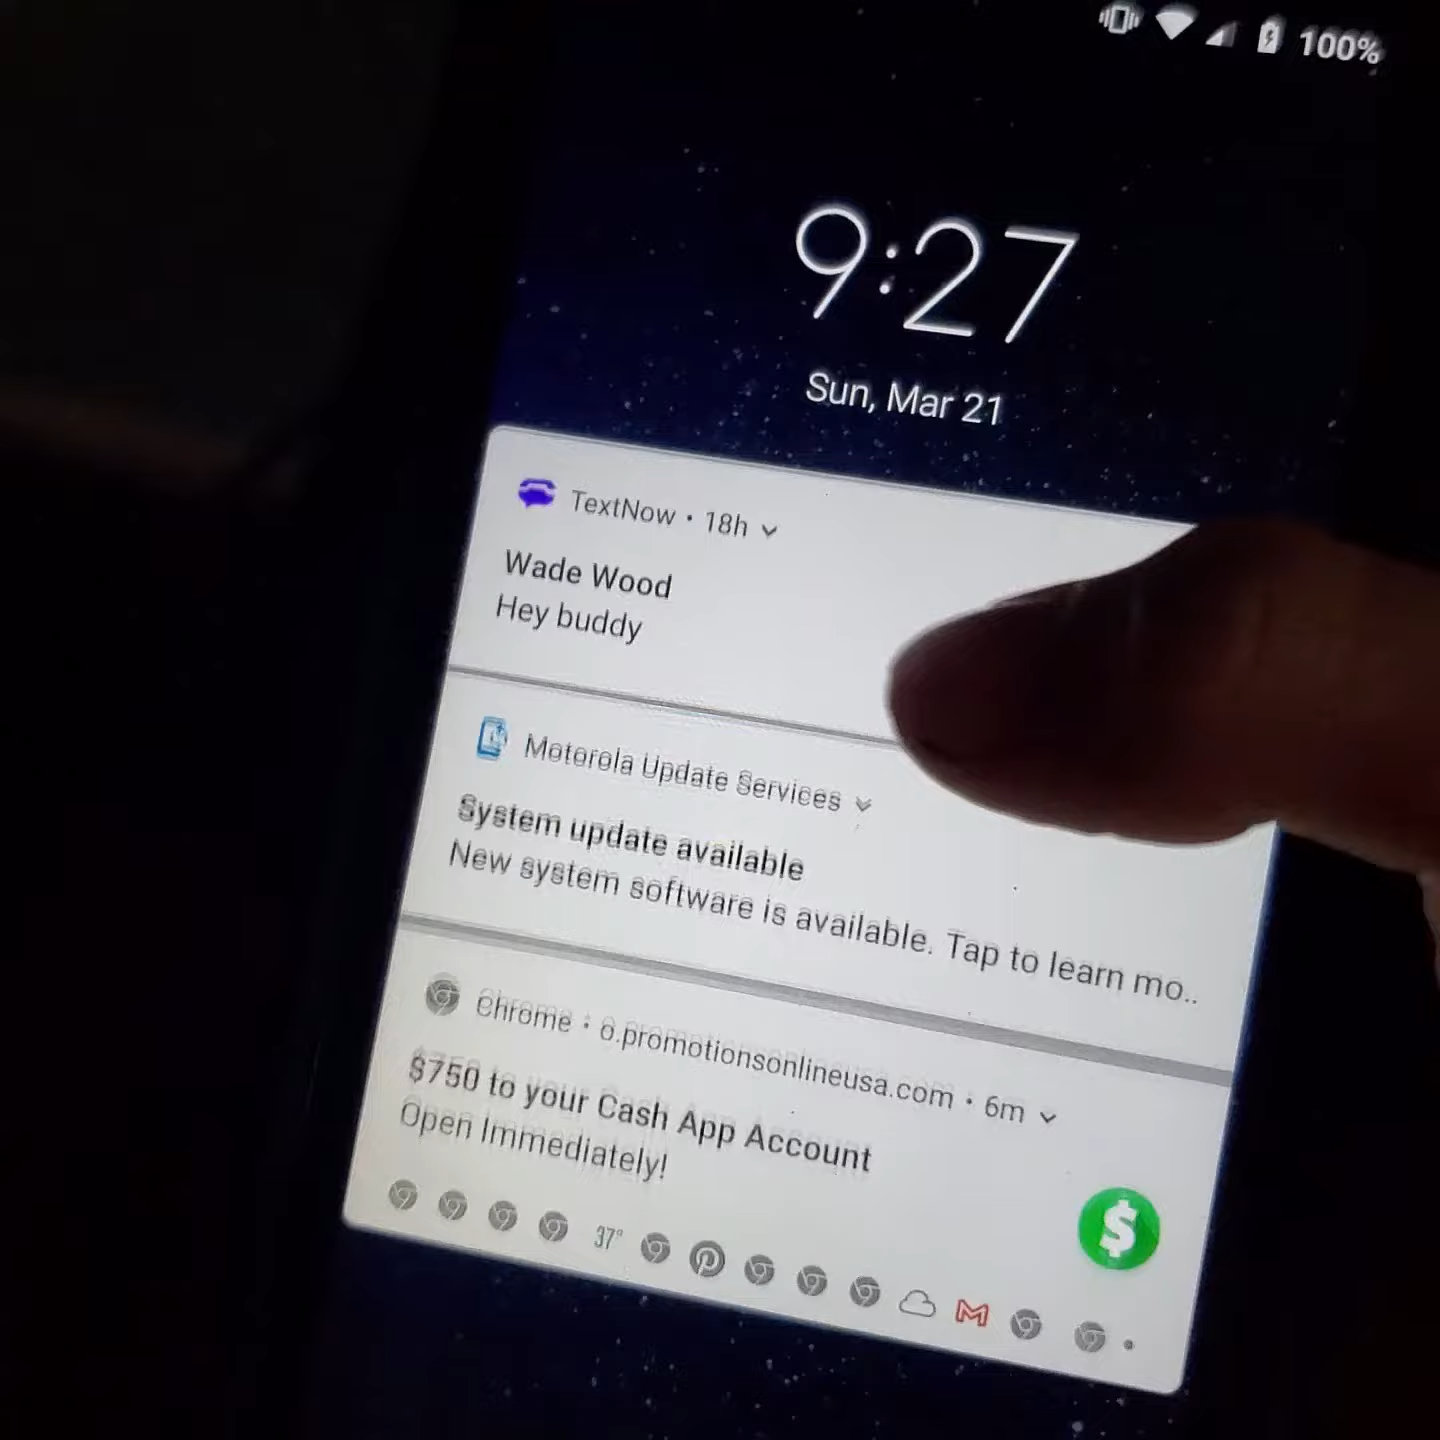 100%
9:27
Sun, Mar 21
TextNow • 18h
Wade Wood
Hey buddy
Motorola Update Services
System update available
New system software is available. Tap to learn mo..
Chrome • o.promotionsonlineusa.com • 6m
$750 to your Cash App Account
Open Immediately!
$
37°